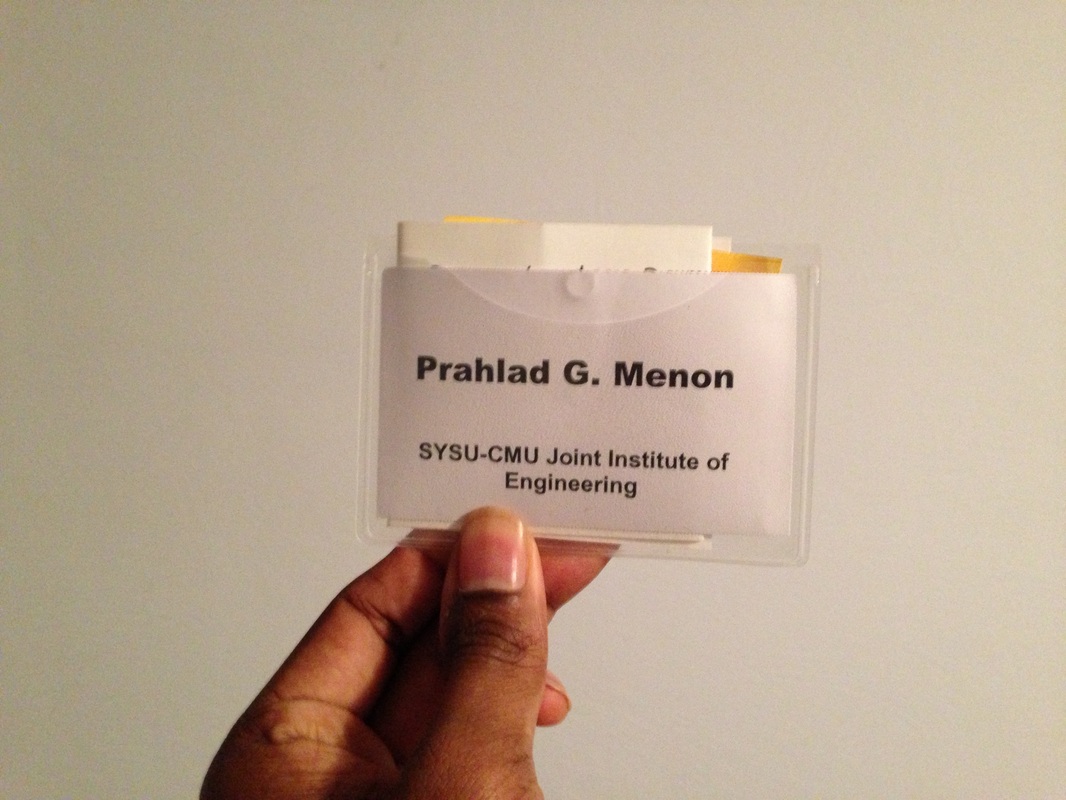 Prahlad G. Menon
SYSU-CMU Joint Institute of
Engineering